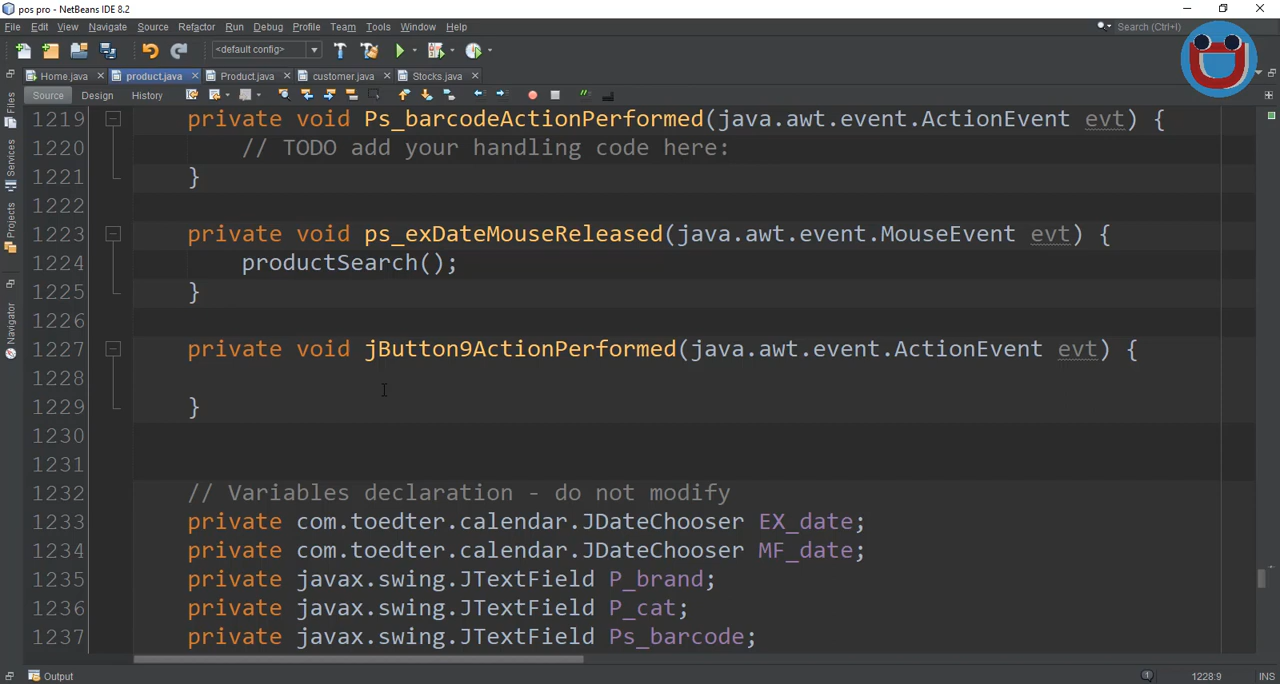 pos pro - NetBeans IDE 8.2
File Edit View Navigate Source Refactor Run Debug Profile Team Tools Window Help
Search (Ctrl+I)
<default config>
Home.java product.java Product.java customer.java Stocks.java
Source Design History
Files
Services
Projects
Navigator
1219 private void Ps_barcodeActionPerformed(java.awt.event.ActionEvent evt) {
1220 // TODO add your handling code here:
1221 }
1222
1223 private void ps_exDateMouseReleased(java.awt.event.MouseEvent evt) {
1224 productSearch();
1225 }
1226
1227 private void jButton9ActionPerformed(java.awt.event.ActionEvent evt) {
1228
1229 }
1230
1231
1232 // Variables declaration - do not modify
1233 private com.toedter.calendar.JDateChooser EX_date;
1234 private com.toedter.calendar.JDateChooser MF_date;
1235 private javax.swing.JTextField P_brand;
1236 private javax.swing.JTextField P_cat;
1237 private javax.swing.JTextField Ps_barcode;
Output
1
1228:9
INS